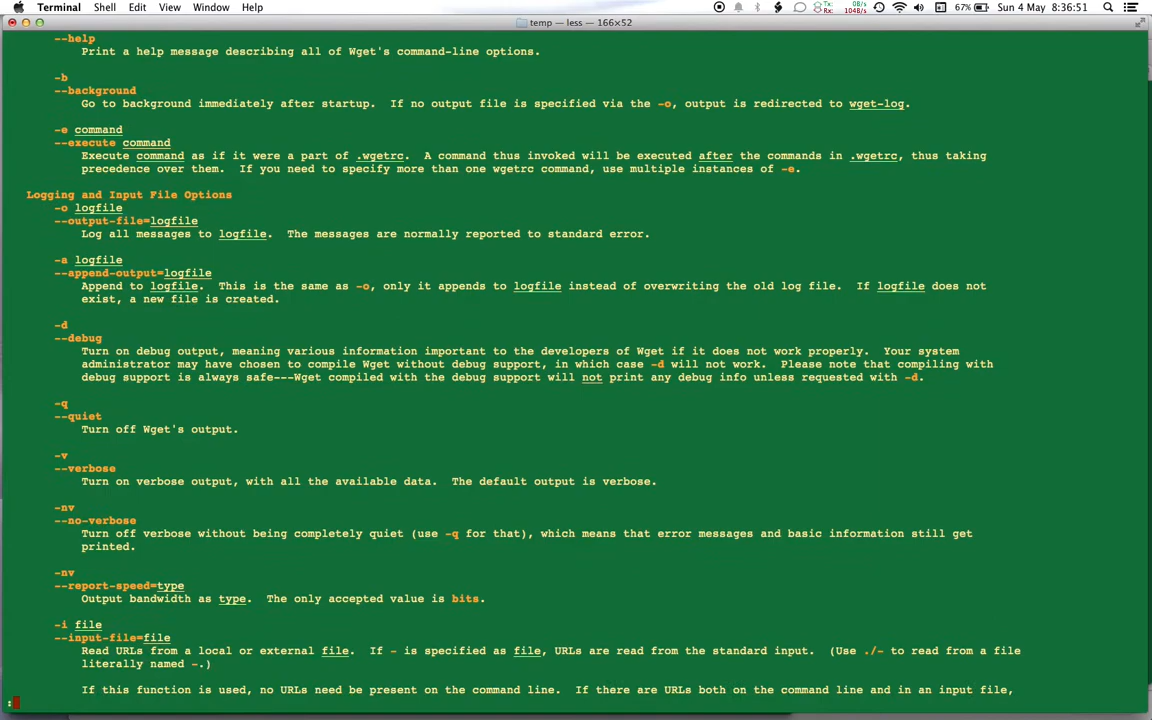 Terminal Shell Edit View Window Help Tx: 0B/s Rx: 104B/s 67% Sun 4 May 8:36:51
temp — less — 166×52
--help
Print a help message describing all of Wget's command-line options.
-b
--background
Go to background immediately after startup.  If no output file is specified via the -o, output is redirected to wget-log.
-e command
--execute command
Execute command as if it were a part of .wgetrc.  A command thus invoked will be executed after the commands in .wgetrc, thus taking
precedence over them.  If you need to specify more than one wgetrc command, use multiple instances of -e.
Logging and Input File Options
-o logfile
--output-file=logfile
Log all messages to logfile.  The messages are normally reported to standard error.
-a logfile
--append-output=logfile
Append to logfile.  This is the same as -o, only it appends to logfile instead of overwriting the old log file.  If logfile does not
exist, a new file is created.
-d
--debug
Turn on debug output, meaning various information important to the developers of Wget if it does not work properly.  Your system
administrator may have chosen to compile Wget without debug support, in which case -d will not work.  Please note that compiling with
debug support is always safe---Wget compiled with the debug support will not print any debug info unless requested with -d.
-q
--quiet
Turn off Wget's output.
-v
--verbose
Turn on verbose output, with all the available data.  The default output is verbose.
-nv
--no-verbose
Turn off verbose without being completely quiet (use -q for that), which means that error messages and basic information still get
printed.
-nv
--report-speed=type
Output bandwidth as type.  The only accepted value is bits.
-i file
--input-file=file
Read URLs from a local or external file.  If - is specified as file, URLs are read from the standard input.  (Use ./- to read from a file
literally named -.)
If this function is used, no URLs need be present on the command line.  If there are URLs both on the command line and in an input file,
: